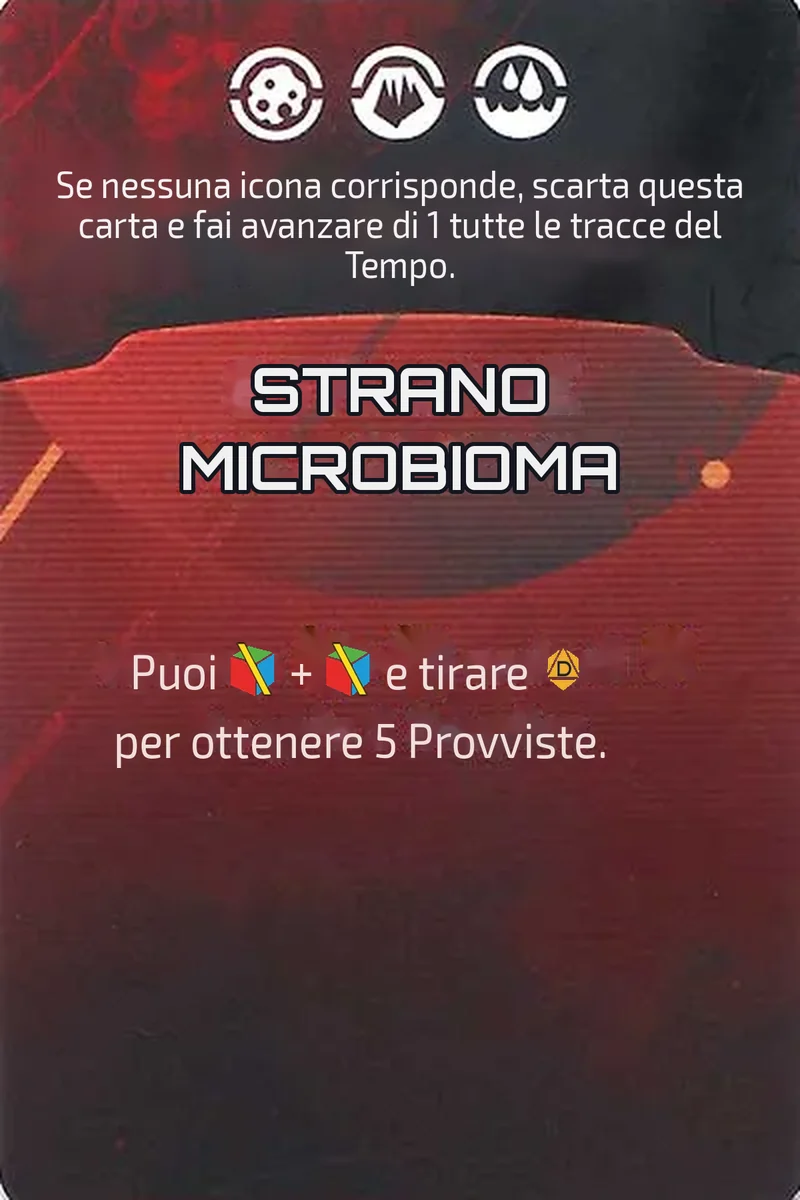 Se nessuna icona corrisponde, scarta questa
carta e fai avanzare di 1 tutte le tracce del
Tempo.
STRANO
MICROBIOMA
Puoi + e tirare D
per ottenere 5 Provviste.